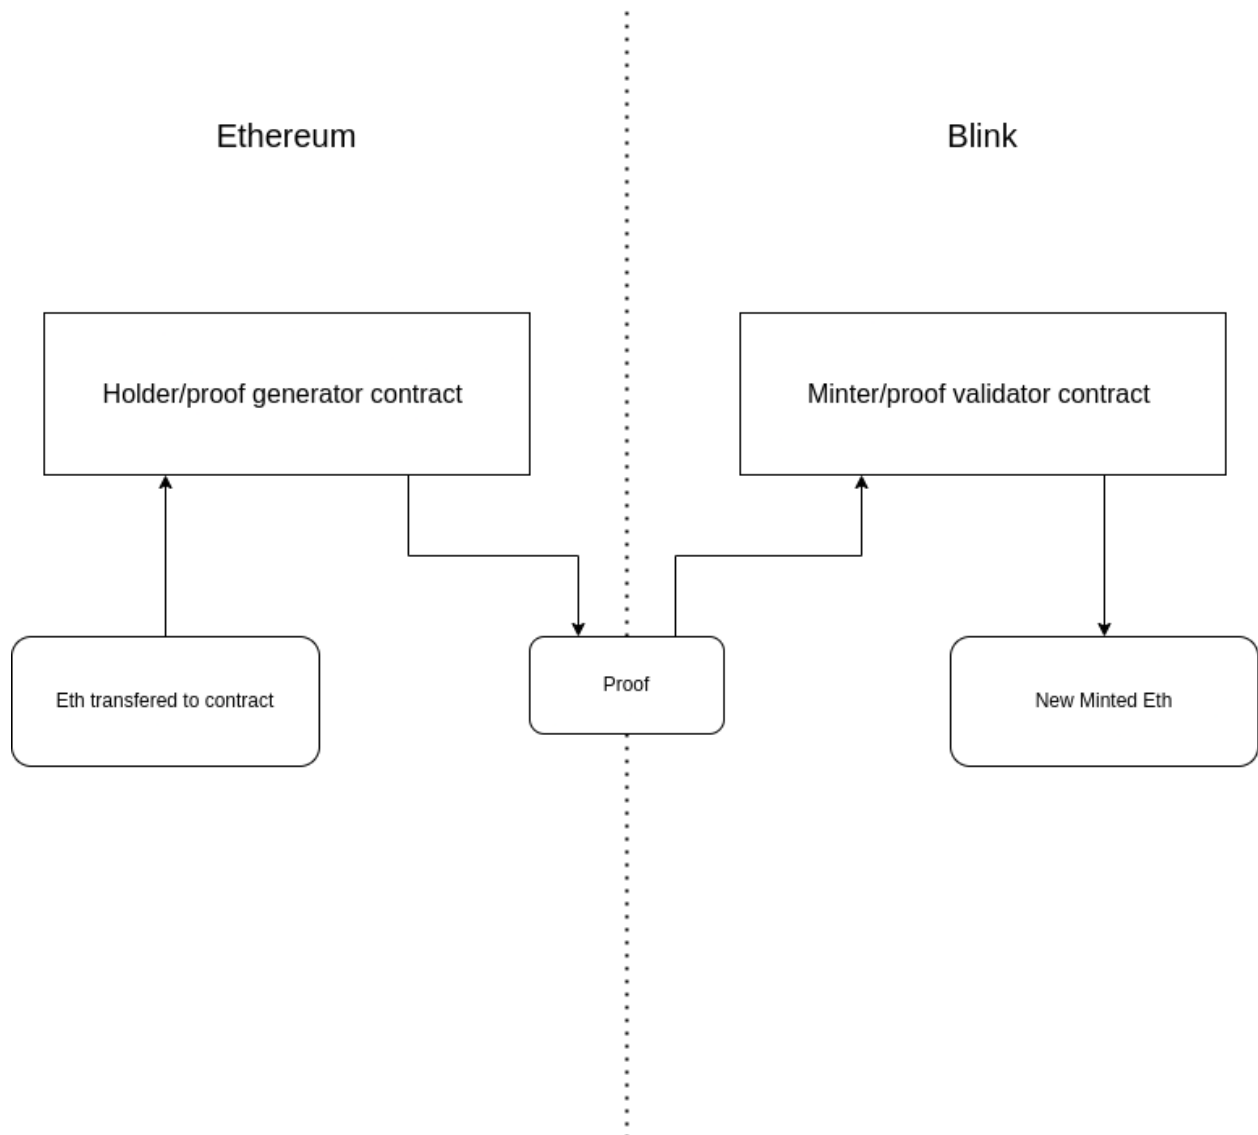 Ethereum
Blink
Holder/proof generator contract
Minter/proof validator contract
Eth transfered to contract
Proof
New Minted Eth